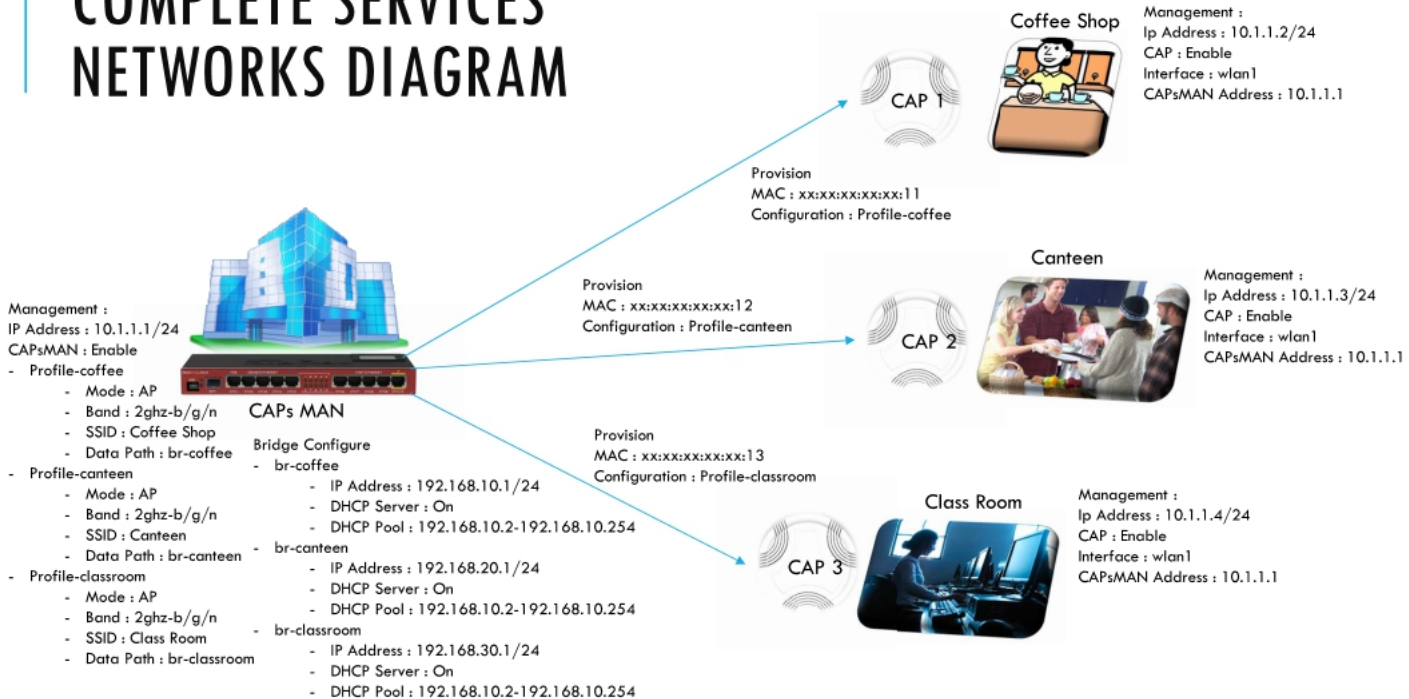 COMPLETE SERVICES
NETWORKS DIAGRAM
Management :
IP Address : 10.1.1.1/24
CAPsMAN : Enable
- Profile-coffee
- Mode : AP
- Band : 2ghz-b/g/n
- SSID : Coffee Shop
- Data Path : br-coffee
- Profile-canteen
- Mode : AP
- Band : 2ghz-b/g/n
- SSID : Canteen
- Data Path : br-canteen
- Profile-classroom
- Mode : AP
- Band : 2ghz-b/g/n
- SSID : Class Room
- Data Path : br-classroom
CAPs MAN
Bridge Configure
- br-coffee
- IP Address : 192.168.10.1/24
- DHCP Server : On
- DHCP Pool : 192.168.10.2-192.168.10.254
- br-canteen
- IP Address : 192.168.20.1/24
- DHCP Server : On
- DHCP Pool : 192.168.10.2-192.168.10.254
- br-classroom
- IP Address : 192.168.30.1/24
- DHCP Server : On
- DHCP Pool : 192.168.10.2-192.168.10.254
Provision
MAC : xx:xx:xx:xx:xx:11
Configuration : Profile-coffee
CAP 1
Coffee Shop
Management :
Ip Address : 10.1.1.2/24
CAP : Enable
Interface : wlan1
CAPsMAN Address : 10.1.1.1
Provision
MAC : xx:xx:xx:xx:xx:12
Configuration : Profile-canteen
CAP 2
Canteen
Management :
Ip Address : 10.1.1.3/24
CAP : Enable
Interface : wlan1
CAPsMAN Address : 10.1.1.1
Provision
MAC : xx:xx:xx:xx:xx:13
Configuration : Profile-classroom
CAP 3
Class Room
Management :
Ip Address : 10.1.1.4/24
CAP : Enable
Interface : wlan1
CAPsMAN Address : 10.1.1.1